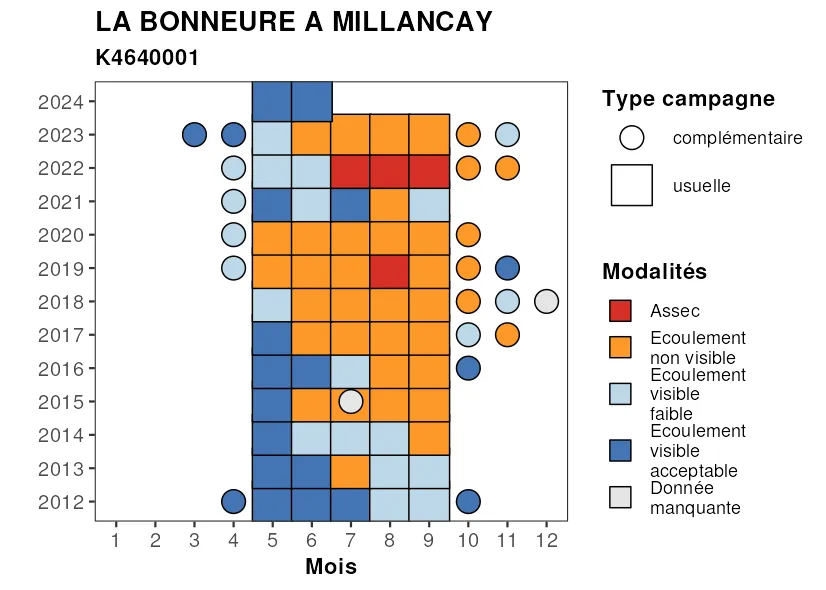 LA BONNEURE A MILLANCAY
K4640001
2024
2023
2022
2021
2020
2019
2018
2017
2016
2015
2014
2013
2012
1 2 3 4 5 6 7 8 9 10 11 12
Mois
Type campagne
complémentaire
usuelle
Modalités
Assec
Ecoulement
non visible
Ecoulement
visible
faible
Ecoulement
visible
acceptable
Donnée
manquante